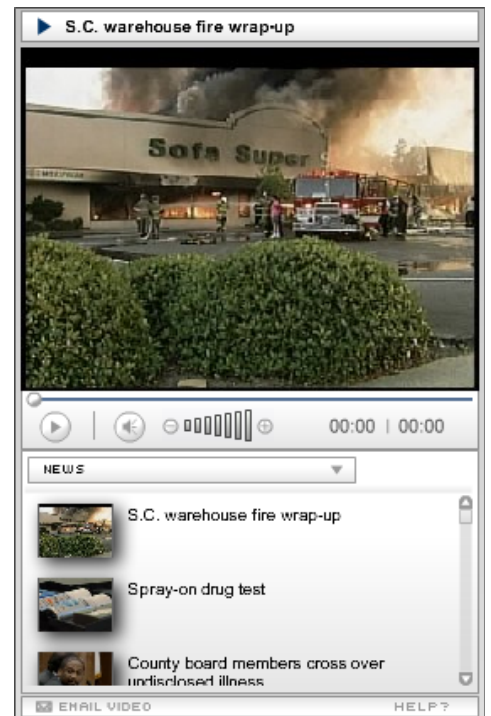 S.C. warehouse fire wrap-up
Sofa Super
00:00 | 00:00
NEWS
S.C. warehouse fire wrap-up
Spray-on drug test
County board members cross over
undisclosed illness
EMAIL VIDEO
HELP?